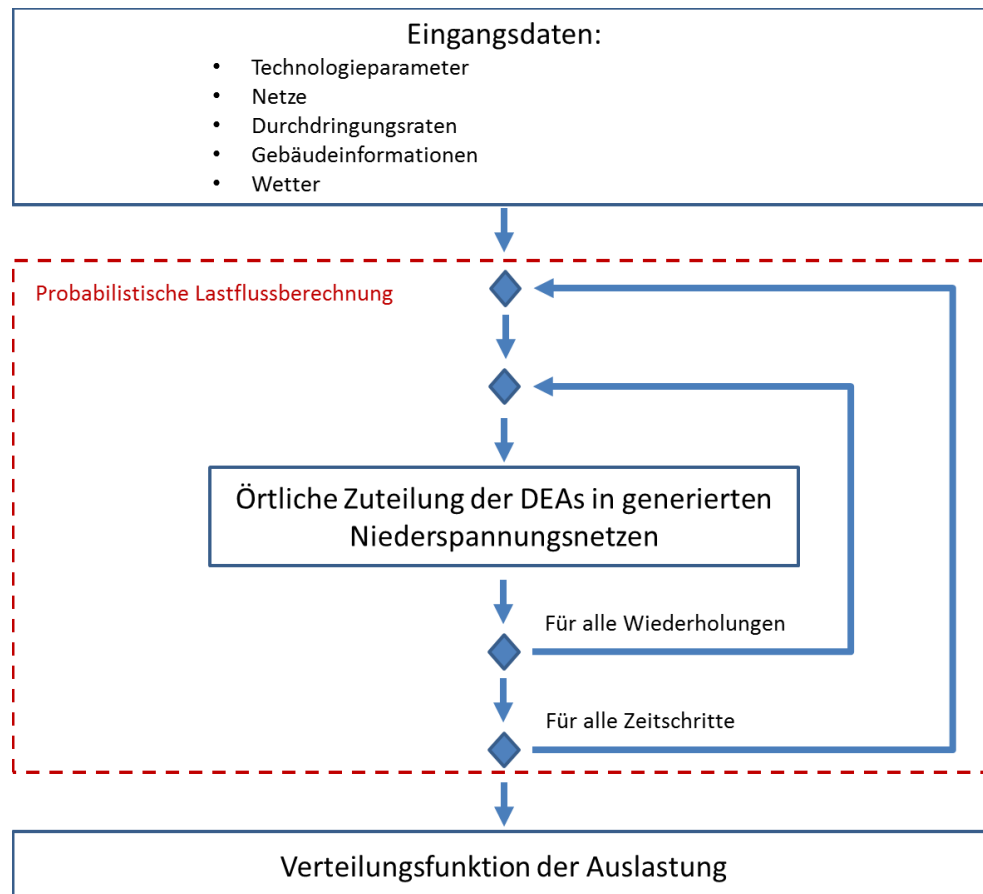 Eingangsdaten:
• Technologieparameter
• Netze
• Durchdringungsraten
• Gebäudeinformationen
• Wetter
Probabilistische Lastflussberechnung
Örtliche Zuteilung der DEAs in generierten
Niederspannungsnetzen
Für alle Wiederholungen
Für alle Zeitschritte
Verteilungsfunktion der Auslastung